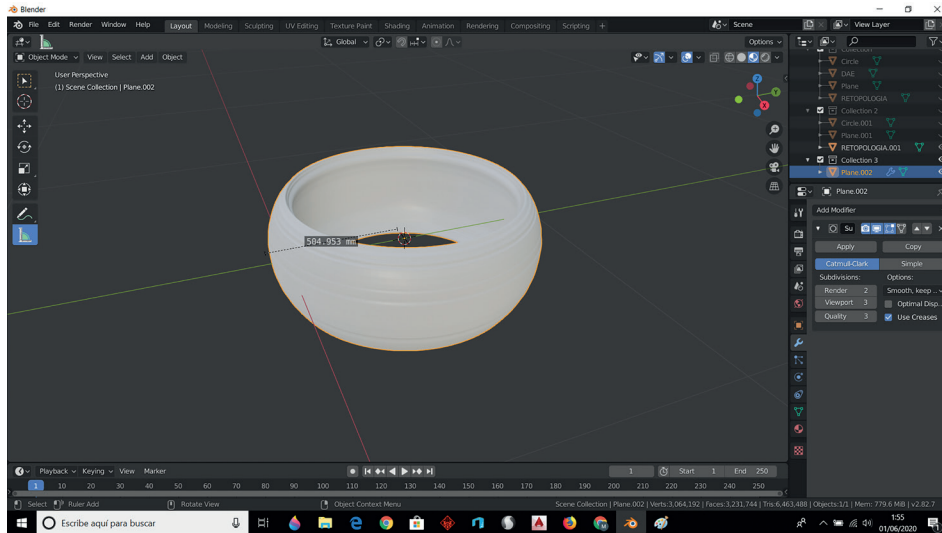 Blender
File Edit Render Window Help Layout Modeling Sculpting UV Editing Texture Paint Shading Animation Rendering Compositing Scripting + Scene View Layer
Global Options
Object Mode View Select Add Object
User Perspective
(1) Scene Collection | Plane.002
Z
Y
X
504.953 mm
Collection
Circle
DAE
Plane
RETOPOLOGIA
Collection 2
Circle.001
Plane.001
RETOPOLOGIA.001
Collection 3
Plane.002
Plane.002
Add Modifier
Su
Apply Copy
Catmull-Clark Simple
Subdivisions: Options:
Render 2 Smooth, keep ..
Viewport 3 Optimal Disp..
Quality 3 Use Creases
Playback Keying View Marker 1 Start 1 End 250
1 10 20 30 40 50 60 70 80 90 100 110 120 130 140 150 160 170 180 190 200 210 220 230 240 250
Select Ruler Add Rotate View Object Context Menu Scene Collection | Plane.002 | Verts:3,064,192 | Faces:3,231,744 | Tris:6,463,488 | Objects:1/1 | Mem: 779.6 MiB | v2.82.7
Escribe aquí para buscar
1:55
01/06/2020